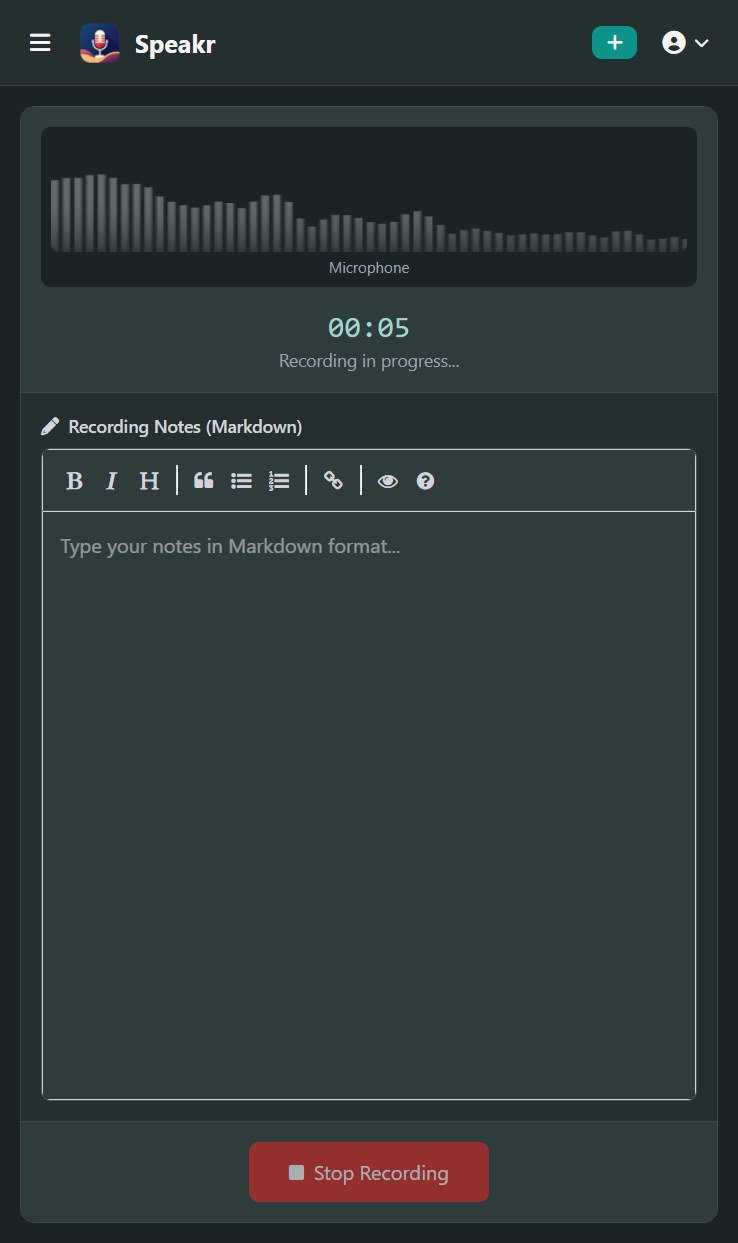 Speakr
Microphone
00:05
Recording in progress...
Recording Notes (Markdown)
B I H
Type your notes in Markdown format...
Stop Recording